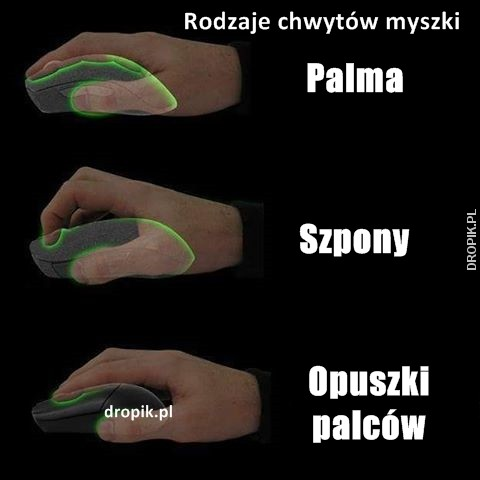 Rodzaje chwytów myszki
Palma
Szpony
DROPIK.PL
Opuszki
palców
dropik.pl